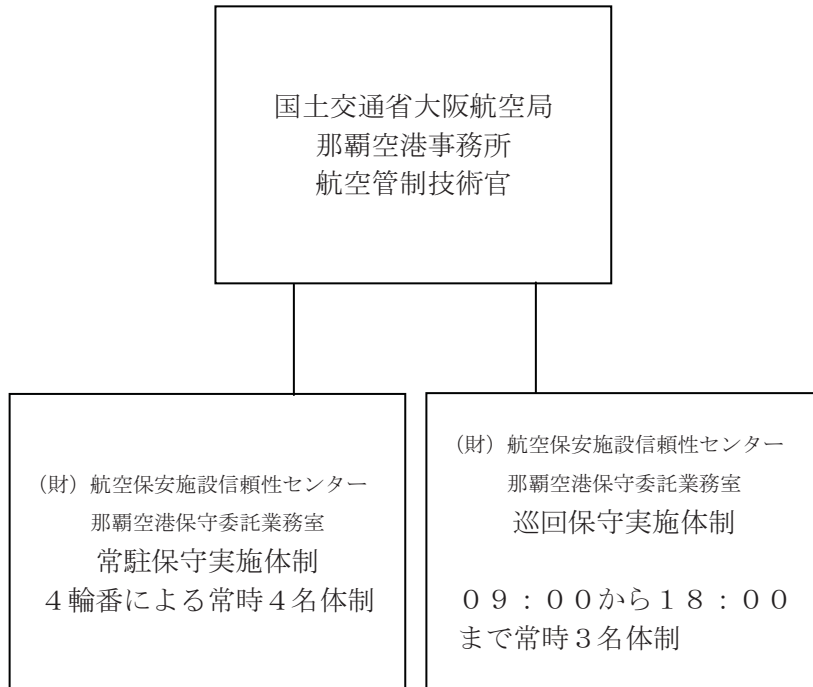 国土交通省大阪航空局
那覇空港事務所
航空管制技術官
（財）航空保安施設信頼性センター
那覇空港保守委託業務室
常駐保守実施体制
４輪番による常時４名体制
（財）航空保安施設信頼性センター
那覇空港保守委託業務室
巡回保守実施体制
０９：００から１８：００
まで常時３名体制